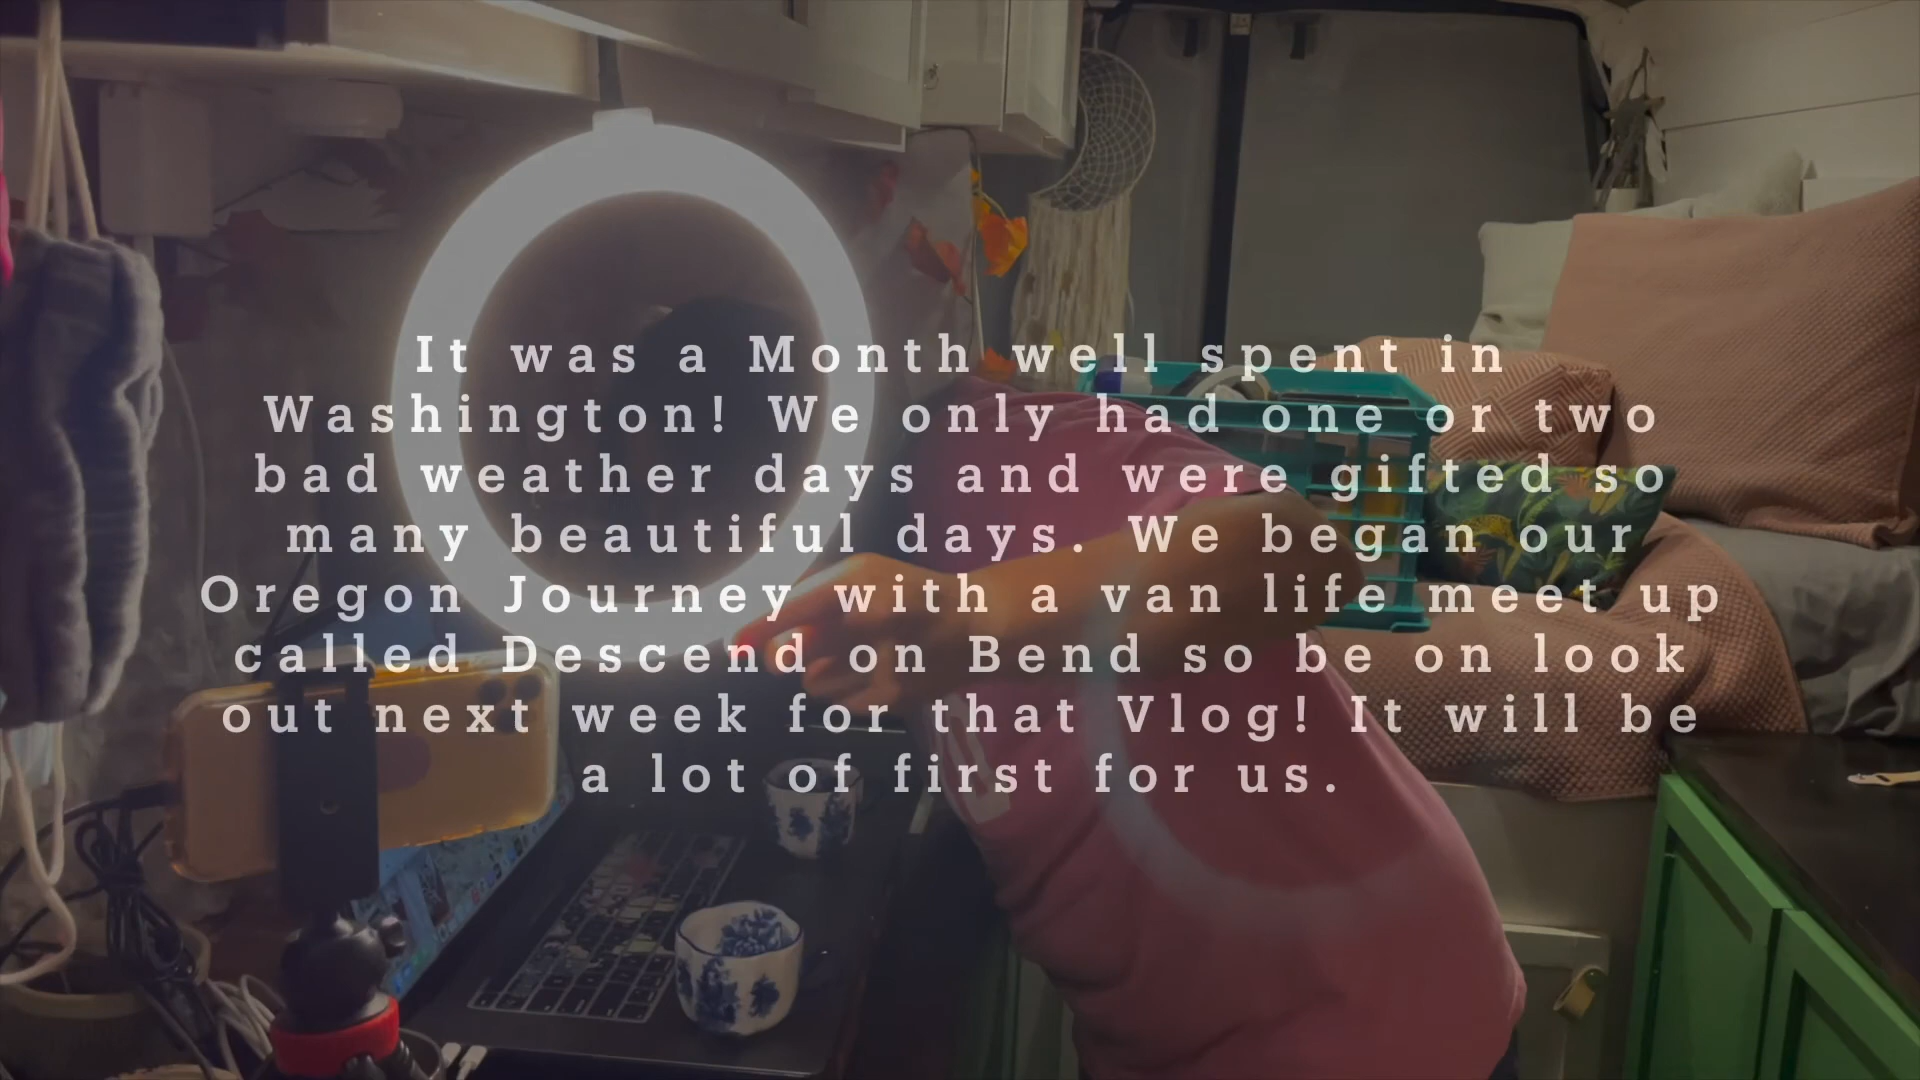 It was a Month well spent in
Washington! We only had one or two
bad weather days and were gifted so
many beautiful days. We began our
Oregon Journey with a van life meet up
called Descend on Bend so be on look
out next week for that Vlog! It will be
a lot of first for us.